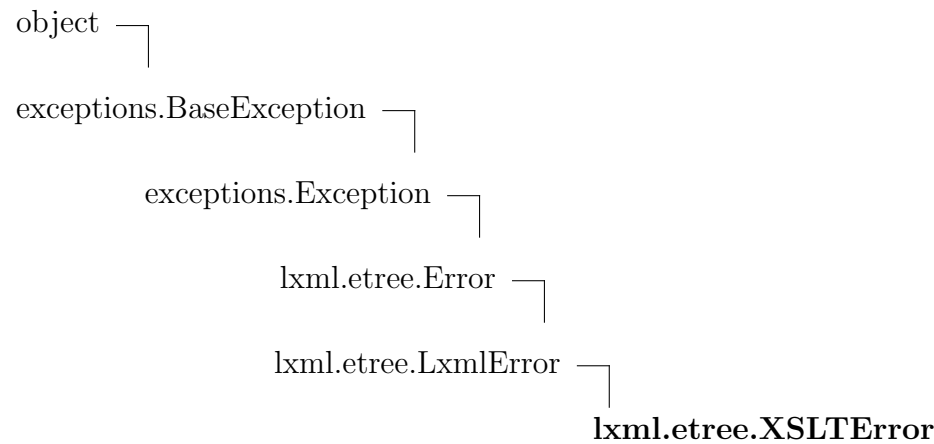 object
exceptions.BaseException
exceptions.Exception
lxml.etree.Error
lxml.etree.LxmlError
lxml.etree.XSLTError